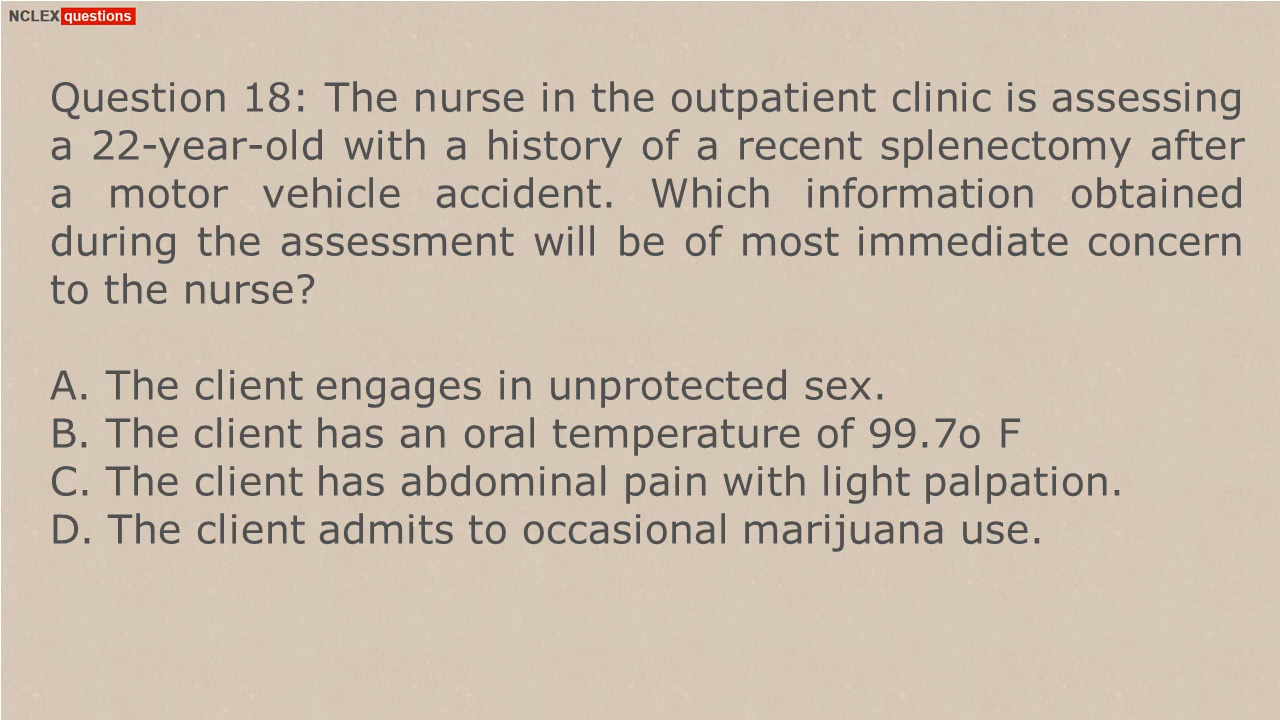 NCLEX questions
Question 18: The nurse in the outpatient clinic is assessing
a 22-year-old with a history of a recent splenectomy after
a motor vehicle accident. Which information obtained
during the assessment will be of most immediate concern
to the nurse?
A. The client engages in unprotected sex.
B. The client has an oral temperature of 99.7o F
C. The client has abdominal pain with light palpation.
D. The client admits to occasional marijuana use.